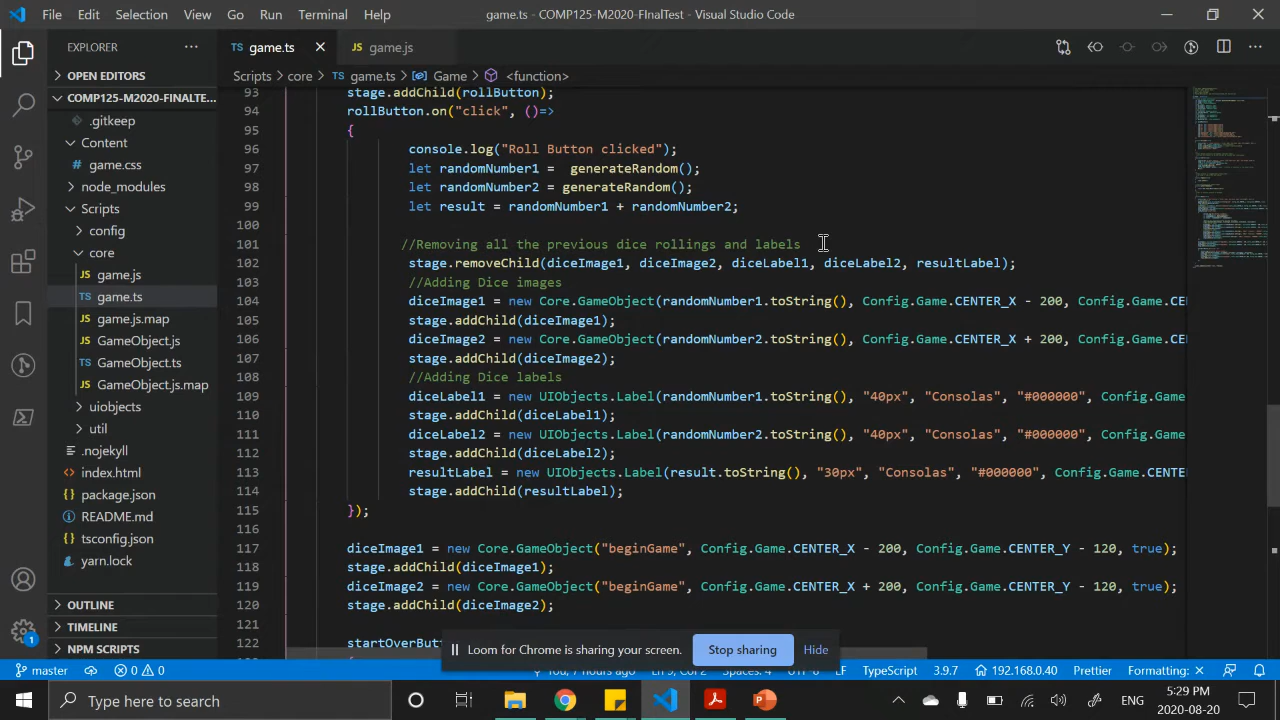 File Edit Selection View Go Run Terminal Help game.ts - COMP125-M2020-FInalTest - Visual Studio Code
EXPLORER
OPEN EDITORS
COMP125-M2020-FINALTE...
.gitkeep
Content
game.css
node_modules
Scripts
config
core
game.js
game.ts
game.js.map
GameObject.js
GameObject.ts
GameObject.js.map
uiobjects
util
.nojekyll
index.html
package.json
README.md
tsconfig.json
yarn.lock
OUTLINE
TIMELINE
NPM SCRIPTS
TS game.ts JS game.js
Scripts > core > TS game.ts > Game > <function>
93 stage.addChild(rollButton);
94 rollButton.on("click", ()=>
95 {
96 console.log("Roll Button clicked");
97 let randomNumber1 =  generateRandom();
98 let randomNumber2 = generateRandom();
99 let result = randomNumber1 + randomNumber2;
100
101 //Removing all the previous dice rollings and labels
102 stage.removeChild(diceImage1, diceImage2, diceLabel1, diceLabel2, resultLabel);
103 //Adding Dice images
104 diceImage1 = new Core.GameObject(randomNumber1.toString(), Config.Game.CENTER_X - 200, Config.Game.CE
105 stage.addChild(diceImage1);
106 diceImage2 = new Core.GameObject(randomNumber2.toString(), Config.Game.CENTER_X + 200, Config.Game.CE
107 stage.addChild(diceImage2);
108 //Adding Dice labels
109 diceLabel1 = new UIObjects.Label(randomNumber1.toString(), "40px", "Consolas", "#000000", Config.Game
110 stage.addChild(diceLabel1);
111 diceLabel2 = new UIObjects.Label(randomNumber2.toString(), "40px", "Consolas", "#000000", Config.Game
112 stage.addChild(diceLabel2);
113 resultLabel = new UIObjects.Label(result.toString(), "30px", "Consolas", "#000000", Config.Game.CENTE
114 stage.addChild(resultLabel);
115 });
116
117 diceImage1 = new Core.GameObject("beginGame", Config.Game.CENTER_X - 200, Config.Game.CENTER_Y - 120, true);
118 stage.addChild(diceImage1);
119 diceImage2 = new Core.GameObject("beginGame", Config.Game.CENTER_X + 200, Config.Game.CENTER_Y - 120, true);
120 stage.addChild(diceImage2);
121
122 startOverBut
Loom for Chrome is sharing your screen. Stop sharing Hide
master 0 0 LF TypeScript 3.9.7 192.168.0.40 Prettier Formatting:
1
Type here to search ENG 5:29 PM
2020-08-20